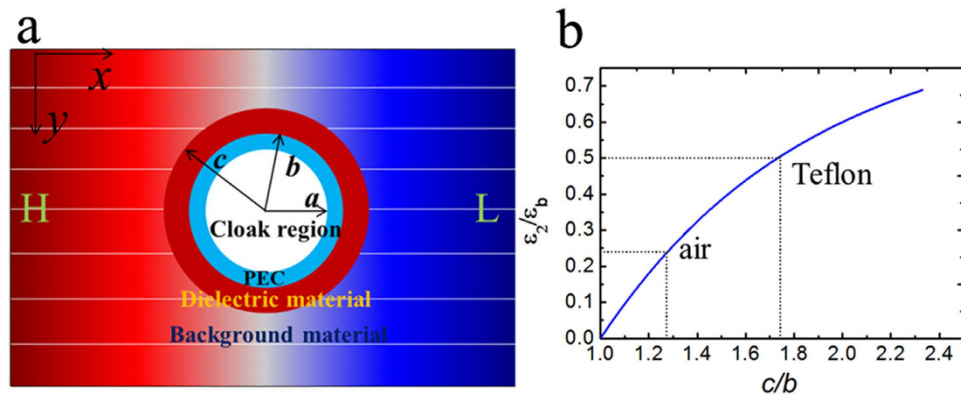 a
x
y
c
b
a
H
L
Cloak region
PEC
Dielectric material
Background material
b
0.7
0.6
0.5
0.4
0.3
0.2
0.1
0.0
ε₂/εb
Teflon
air
1.0 1.2 1.4 1.6 1.8 2.0 2.2 2.4
c/b